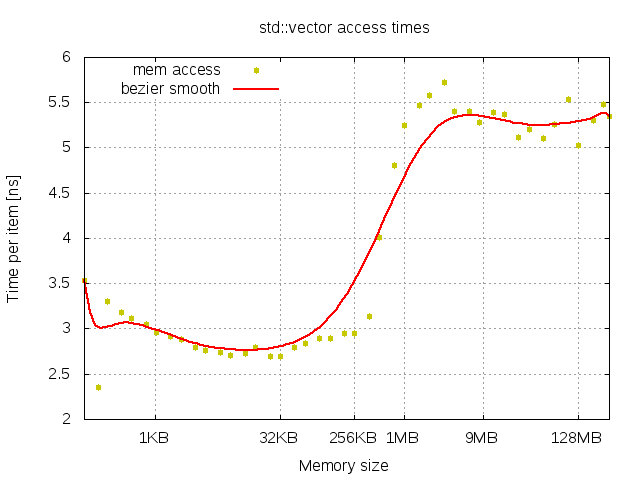 std::vector access times
mem access
bezier smooth
6
5.5
5
4.5
4
3.5
3
2.5
2
Time per item [ns]
1KB 32KB 256KB 1MB 9MB 128MB
Memory size